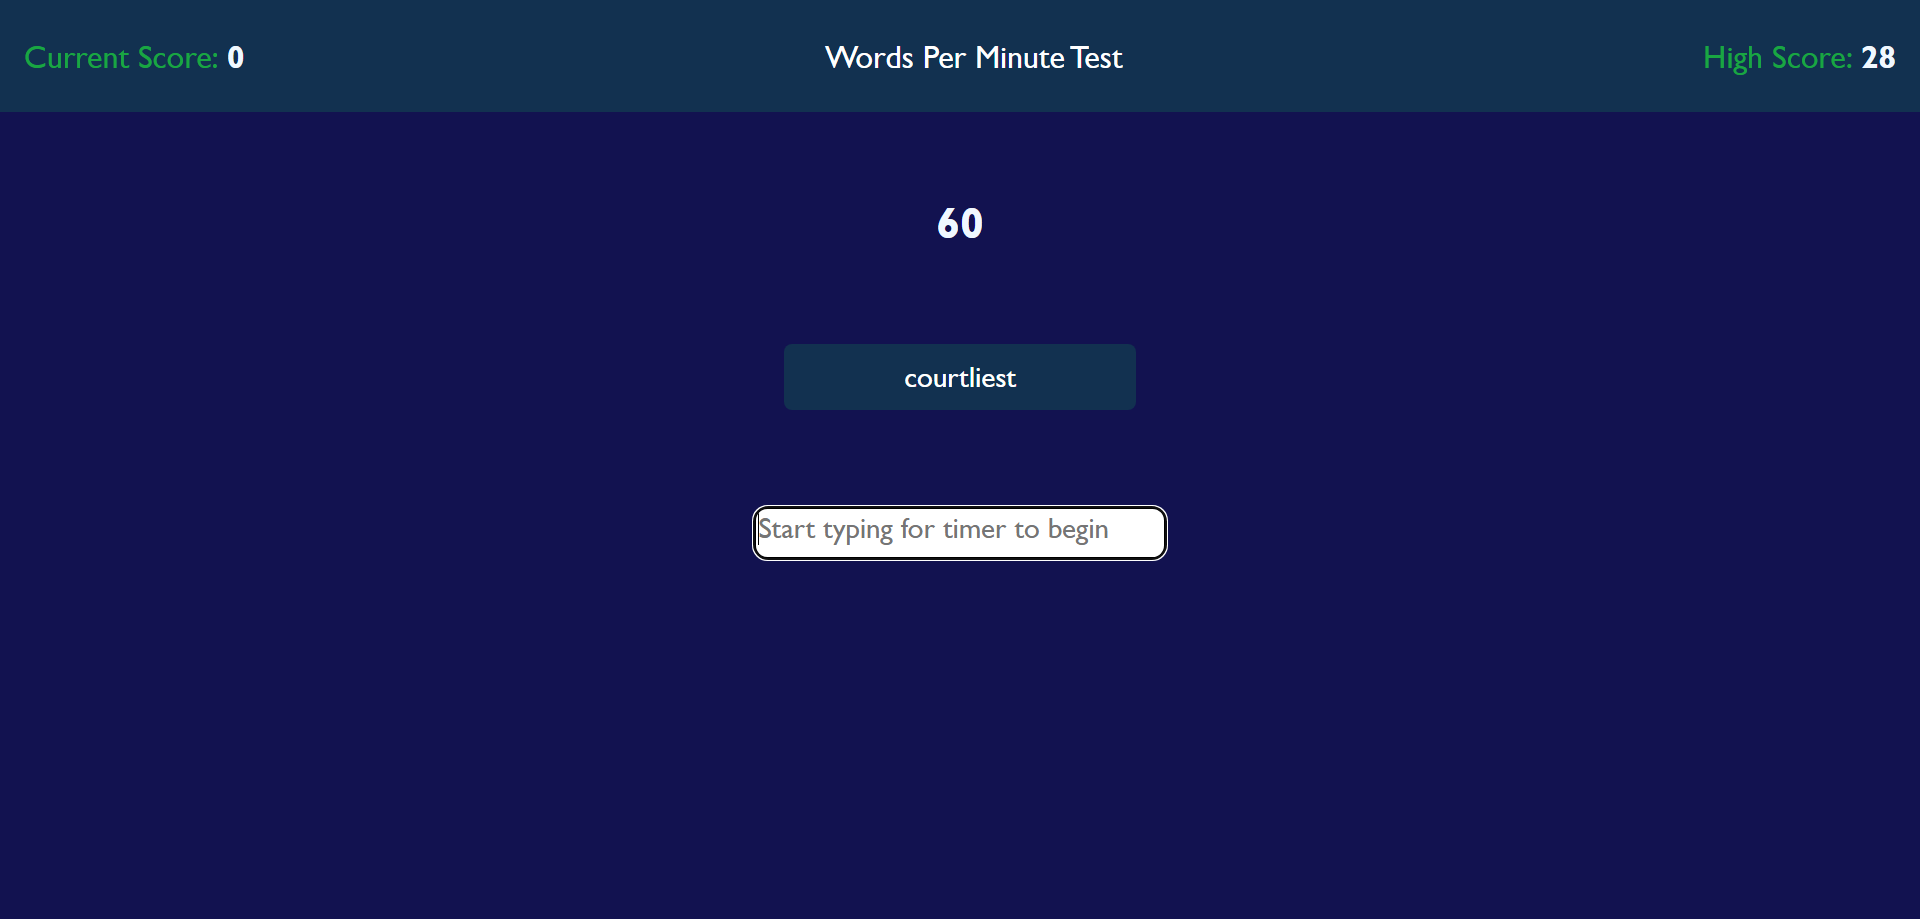 Current Score: 0
Words Per Minute Test
High Score: 28
60
courtliest
Start typing for timer to begin